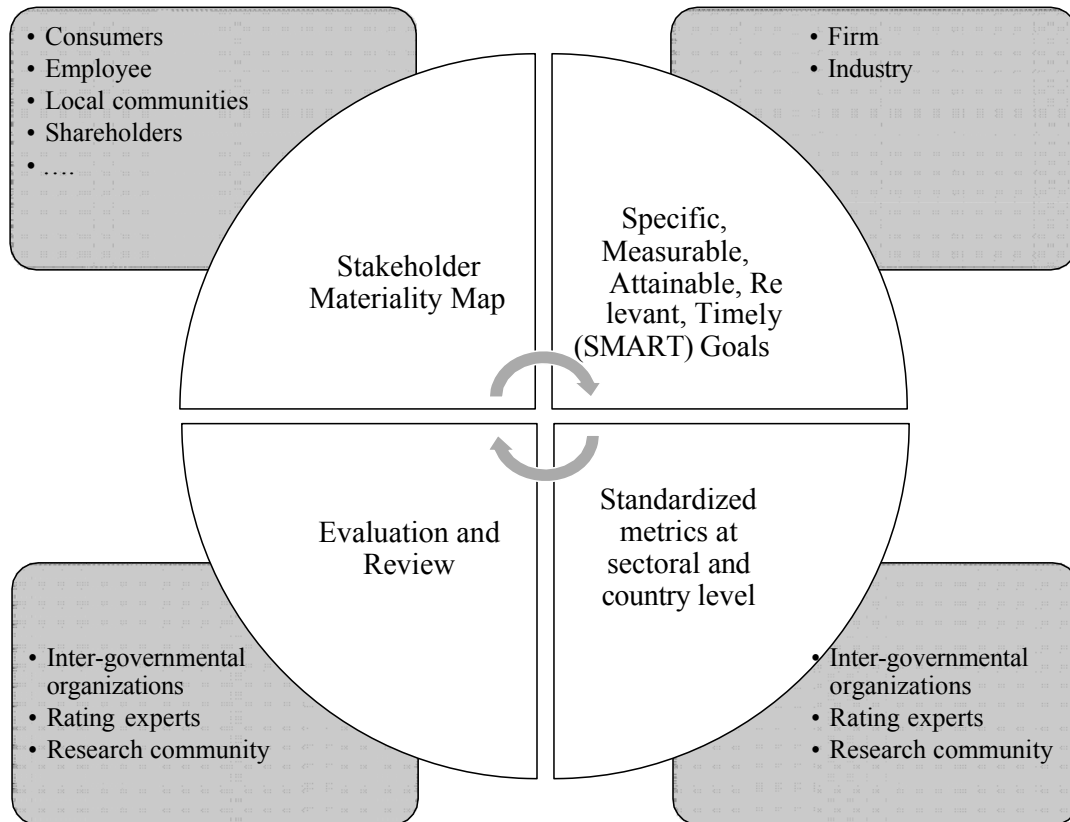 • Consumers
• Employee
• Local communities
• Shareholders
• ....
• Firm
• Industry
Stakeholder
Materiality Map
Specific,
Measurable,
Attainable, Re
levant, Timely
(SMART) Goals
Evaluation and
Review
Standardized
metrics at
sectoral and
country level
• Inter-governmental
organizations
• Rating experts
• Research community
• Inter-governmental
organizations
• Rating experts
• Research community